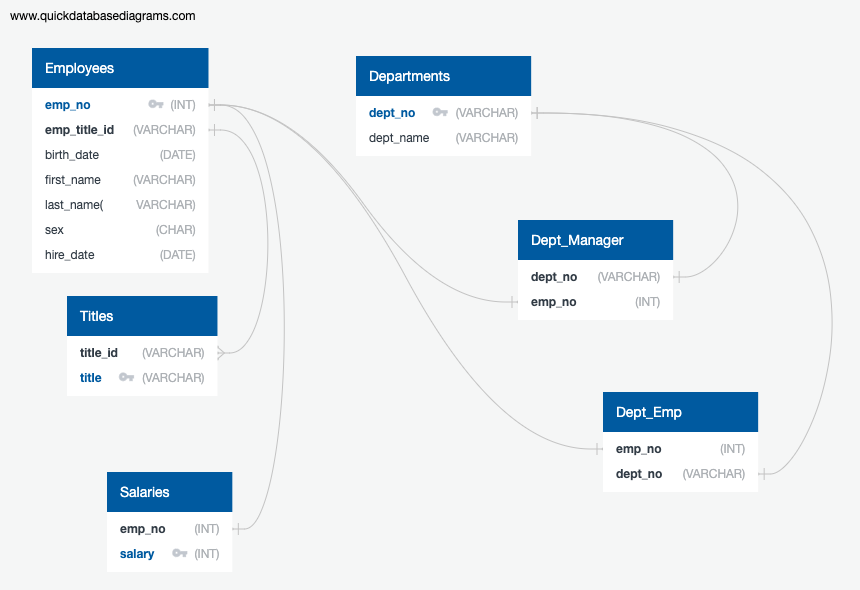 www.quickdatabasediagrams.com
Employees
emp_no (INT)
emp_title_id (VARCHAR)
birth_date (DATE)
first_name (VARCHAR)
last_name( VARCHAR)
sex (CHAR)
hire_date (DATE)
Departments
dept_no (VARCHAR)
dept_name (VARCHAR)
Dept_Manager
dept_no (VARCHAR)
emp_no (INT)
Titles
title_id (VARCHAR)
title (VARCHAR)
Dept_Emp
emp_no (INT)
dept_no (VARCHAR)
Salaries
emp_no (INT)
salary (INT)